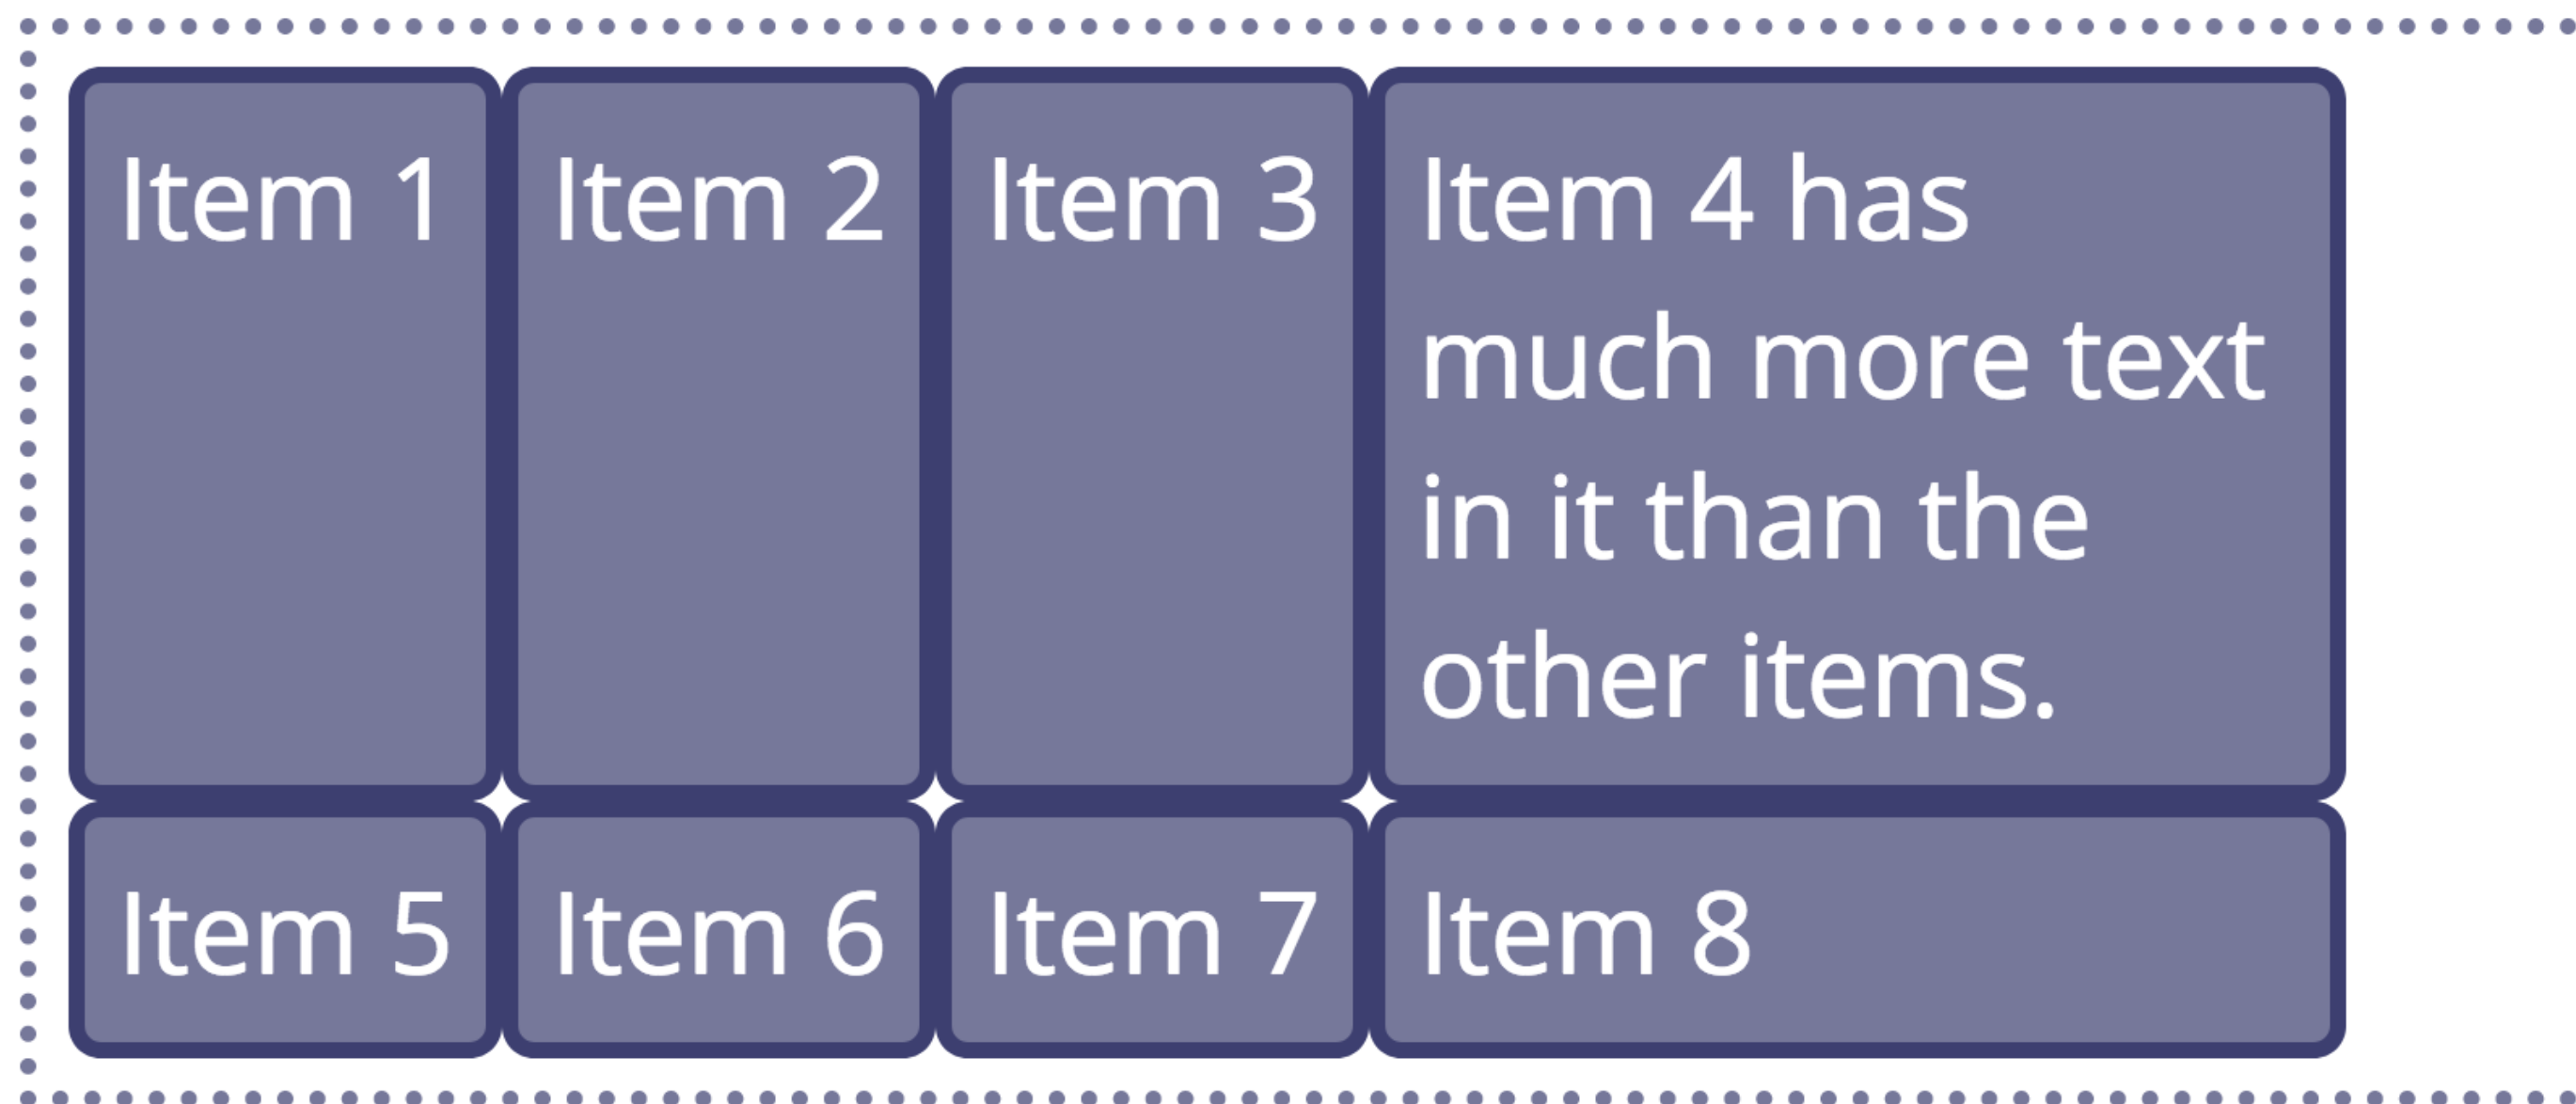 Item 1
Item 2
Item 3
Item 4 has
much more text
in it than the
other items.
Item 5
Item 6
Item 7
Item 8